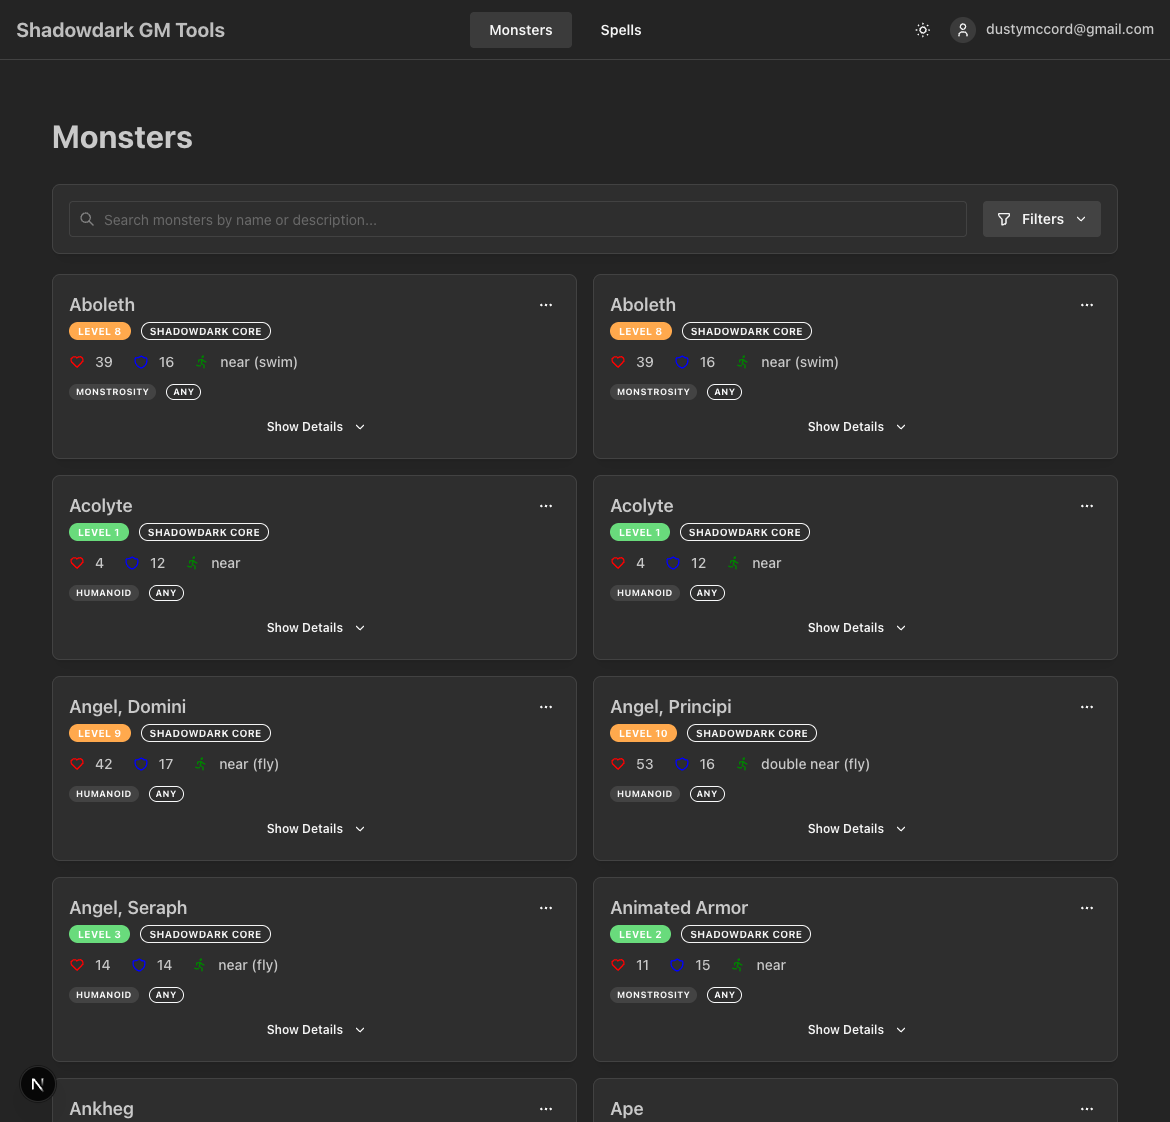 Shadowdark GM Tools
Monsters
Spells
dustymccord@gmail.com
Monsters
Search monsters by name or description...
Filters
Aboleth
LEVEL 8 SHADOWDARK CORE
39 16 near (swim)
MONSTROSITY ANY
Show Details
Aboleth
LEVEL 8 SHADOWDARK CORE
39 16 near (swim)
MONSTROSITY ANY
Show Details
Acolyte
LEVEL 1 SHADOWDARK CORE
4 12 near
HUMANOID ANY
Show Details
Acolyte
LEVEL 1 SHADOWDARK CORE
4 12 near
HUMANOID ANY
Show Details
Angel, Domini
LEVEL 9 SHADOWDARK CORE
42 17 near (fly)
HUMANOID ANY
Show Details
Angel, Principi
LEVEL 10 SHADOWDARK CORE
53 16 double near (fly)
HUMANOID ANY
Show Details
Angel, Seraph
LEVEL 3 SHADOWDARK CORE
14 14 near (fly)
HUMANOID ANY
Show Details
Animated Armor
LEVEL 2 SHADOWDARK CORE
11 15 near
MONSTROSITY ANY
Show Details
N
Ankheg
Ape